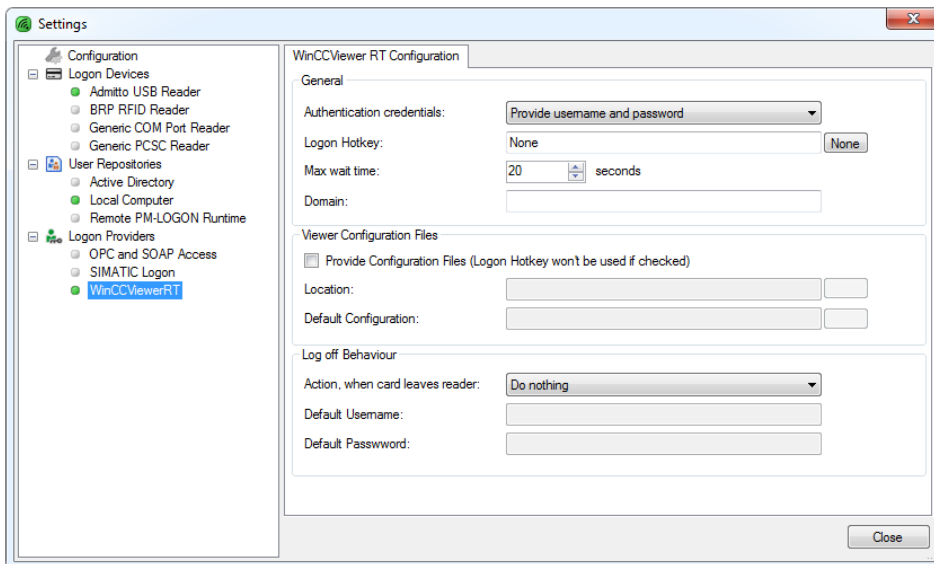 Settings
Configuration
Logon Devices
Admitto USB Reader
BRP RFID Reader
Generic COM Port Reader
Generic PCSC Reader
User Repositories
Active Directory
Local Computer
Remote PM-LOGON Runtime
Logon Providers
OPC and SOAP Access
SIMATIC Logon
WinCCViewerRT
WinCCViewer RT Configuration
General
Authentication credentials: Provide username and password
Logon Hotkey: None None
Max wait time: 20 seconds
Domain:
Viewer Configuration Files
Provide Configuration Files (Logon Hotkey won't be used if checked)
Location:
Default Configuration:
Log off Behaviour
Action, when card leaves reader: Do nothing
Default Username:
Default Passwword:
Close